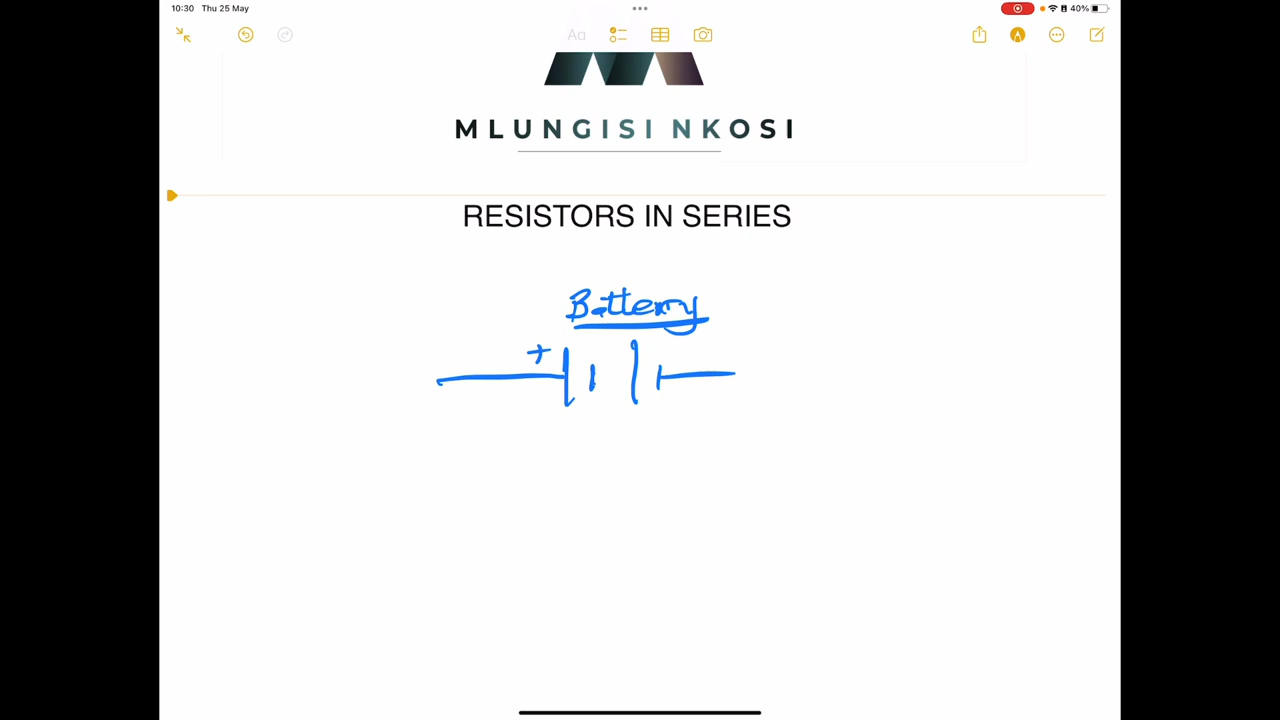 10:30 Thu 25 May
40%
Aa
MLUNGISI NKOSI
RESISTORS IN SERIES
Battery
+